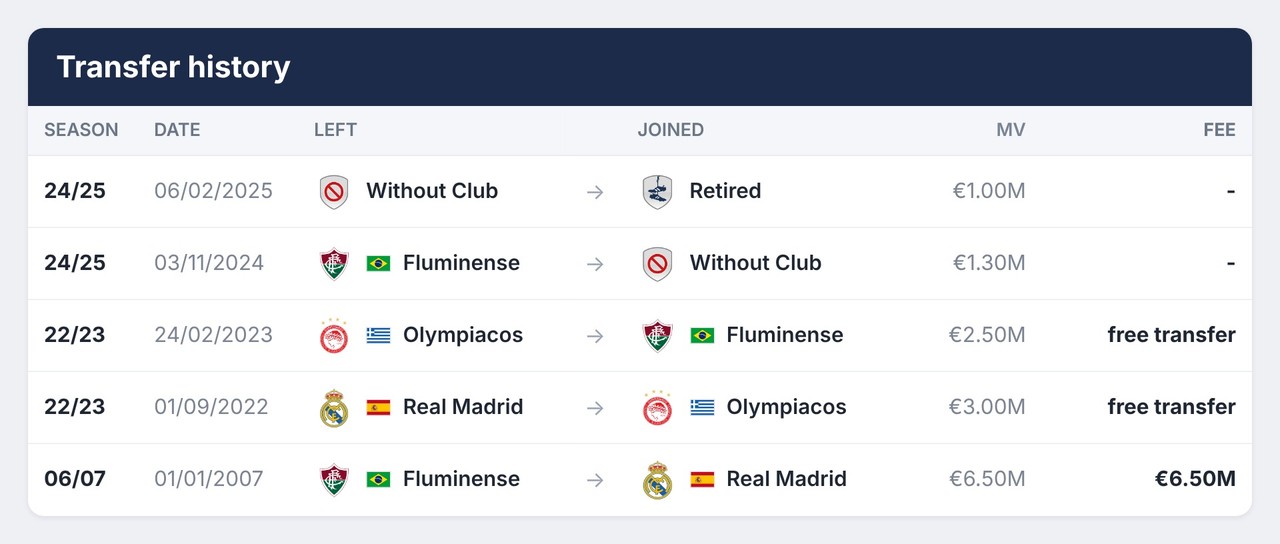 Transfer history
SEASON DATE LEFT JOINED MV FEE
24/25 06/02/2025 Without Club → Retired €1.00M -
24/25 03/11/2024 Fluminense → Without Club €1.30M -
22/23 24/02/2023 Olympiacos → Fluminense €2.50M free transfer
22/23 01/09/2022 Real Madrid → Olympiacos €3.00M free transfer
06/07 01/01/2007 Fluminense → Real Madrid €6.50M €6.50M